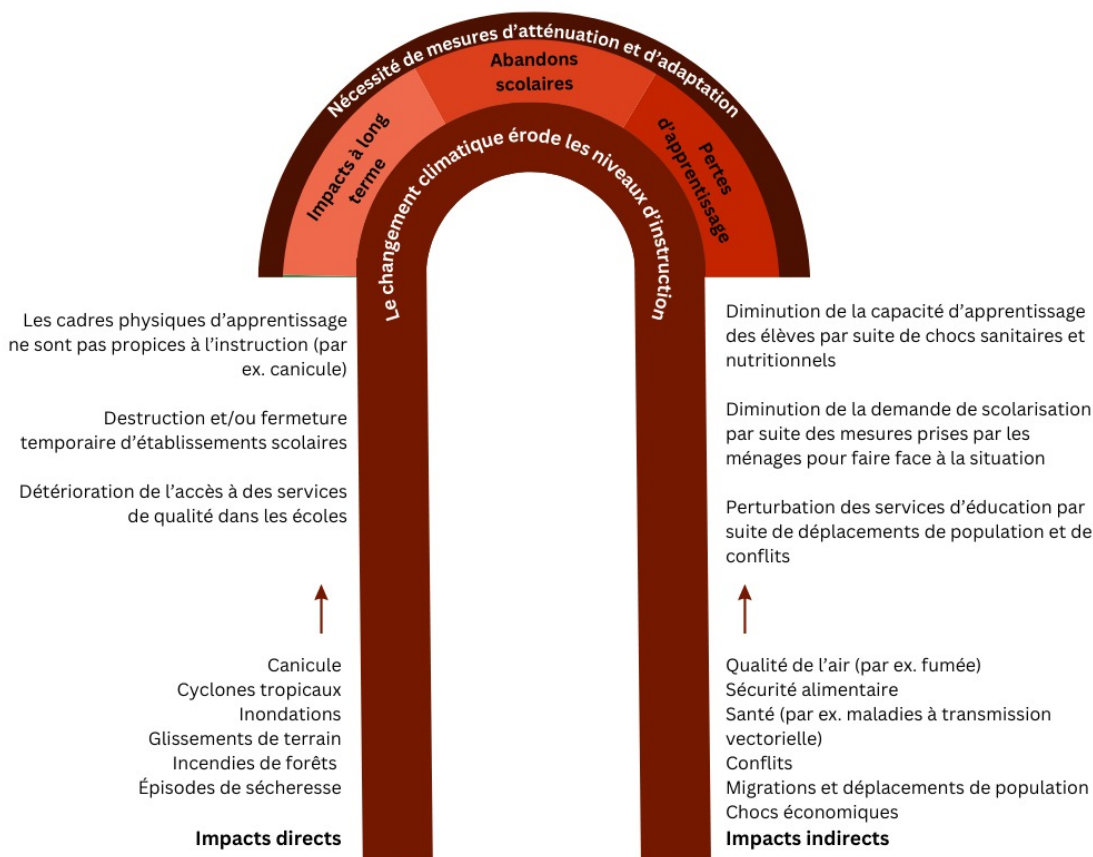 Nécessité de mesures d’atténuation et d’adaptation
Impacts à long
terme
Abandons
scolaires
Pertes
d’apprentissage
Le changement climatique érode les niveaux d’instruction
Les cadres physiques d’apprentissage
ne sont pas propices à l’instruction (par
ex. canicule)
Destruction et/ou fermeture
temporaire d’établissements scolaires
Détérioration de l’accès à des services
de qualité dans les écoles
Canicule
Cyclones tropicaux
Inondations
Glissements de terrain
Incendies de forêts
Épisodes de sécheresse
Impacts directs
Diminution de la capacité d’apprentissage
des élèves par suite de chocs sanitaires et
nutritionnels
Diminution de la demande de scolarisation
par suite des mesures prises par les
ménages pour faire face à la situation
Perturbation des services d’éducation par
suite de déplacements de population et de
conflits
Qualité de l’air (par ex. fumée)
Sécurité alimentaire
Santé (par ex. maladies à transmission
vectorielle)
Conflits
Migrations et déplacements de population
Chocs économiques
Impacts indirects